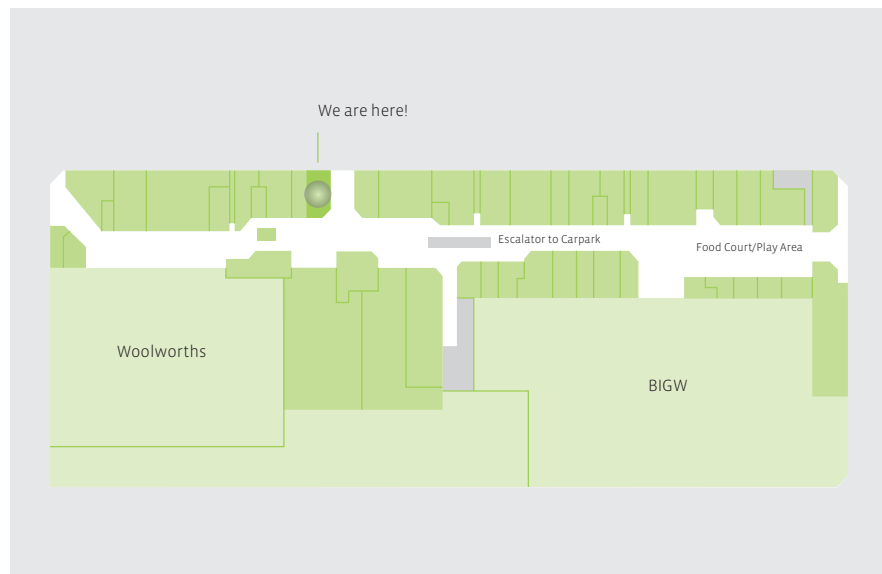 We are here!
Escalator to Carpark
Food Court/Play Area
Woolworths
BIGW